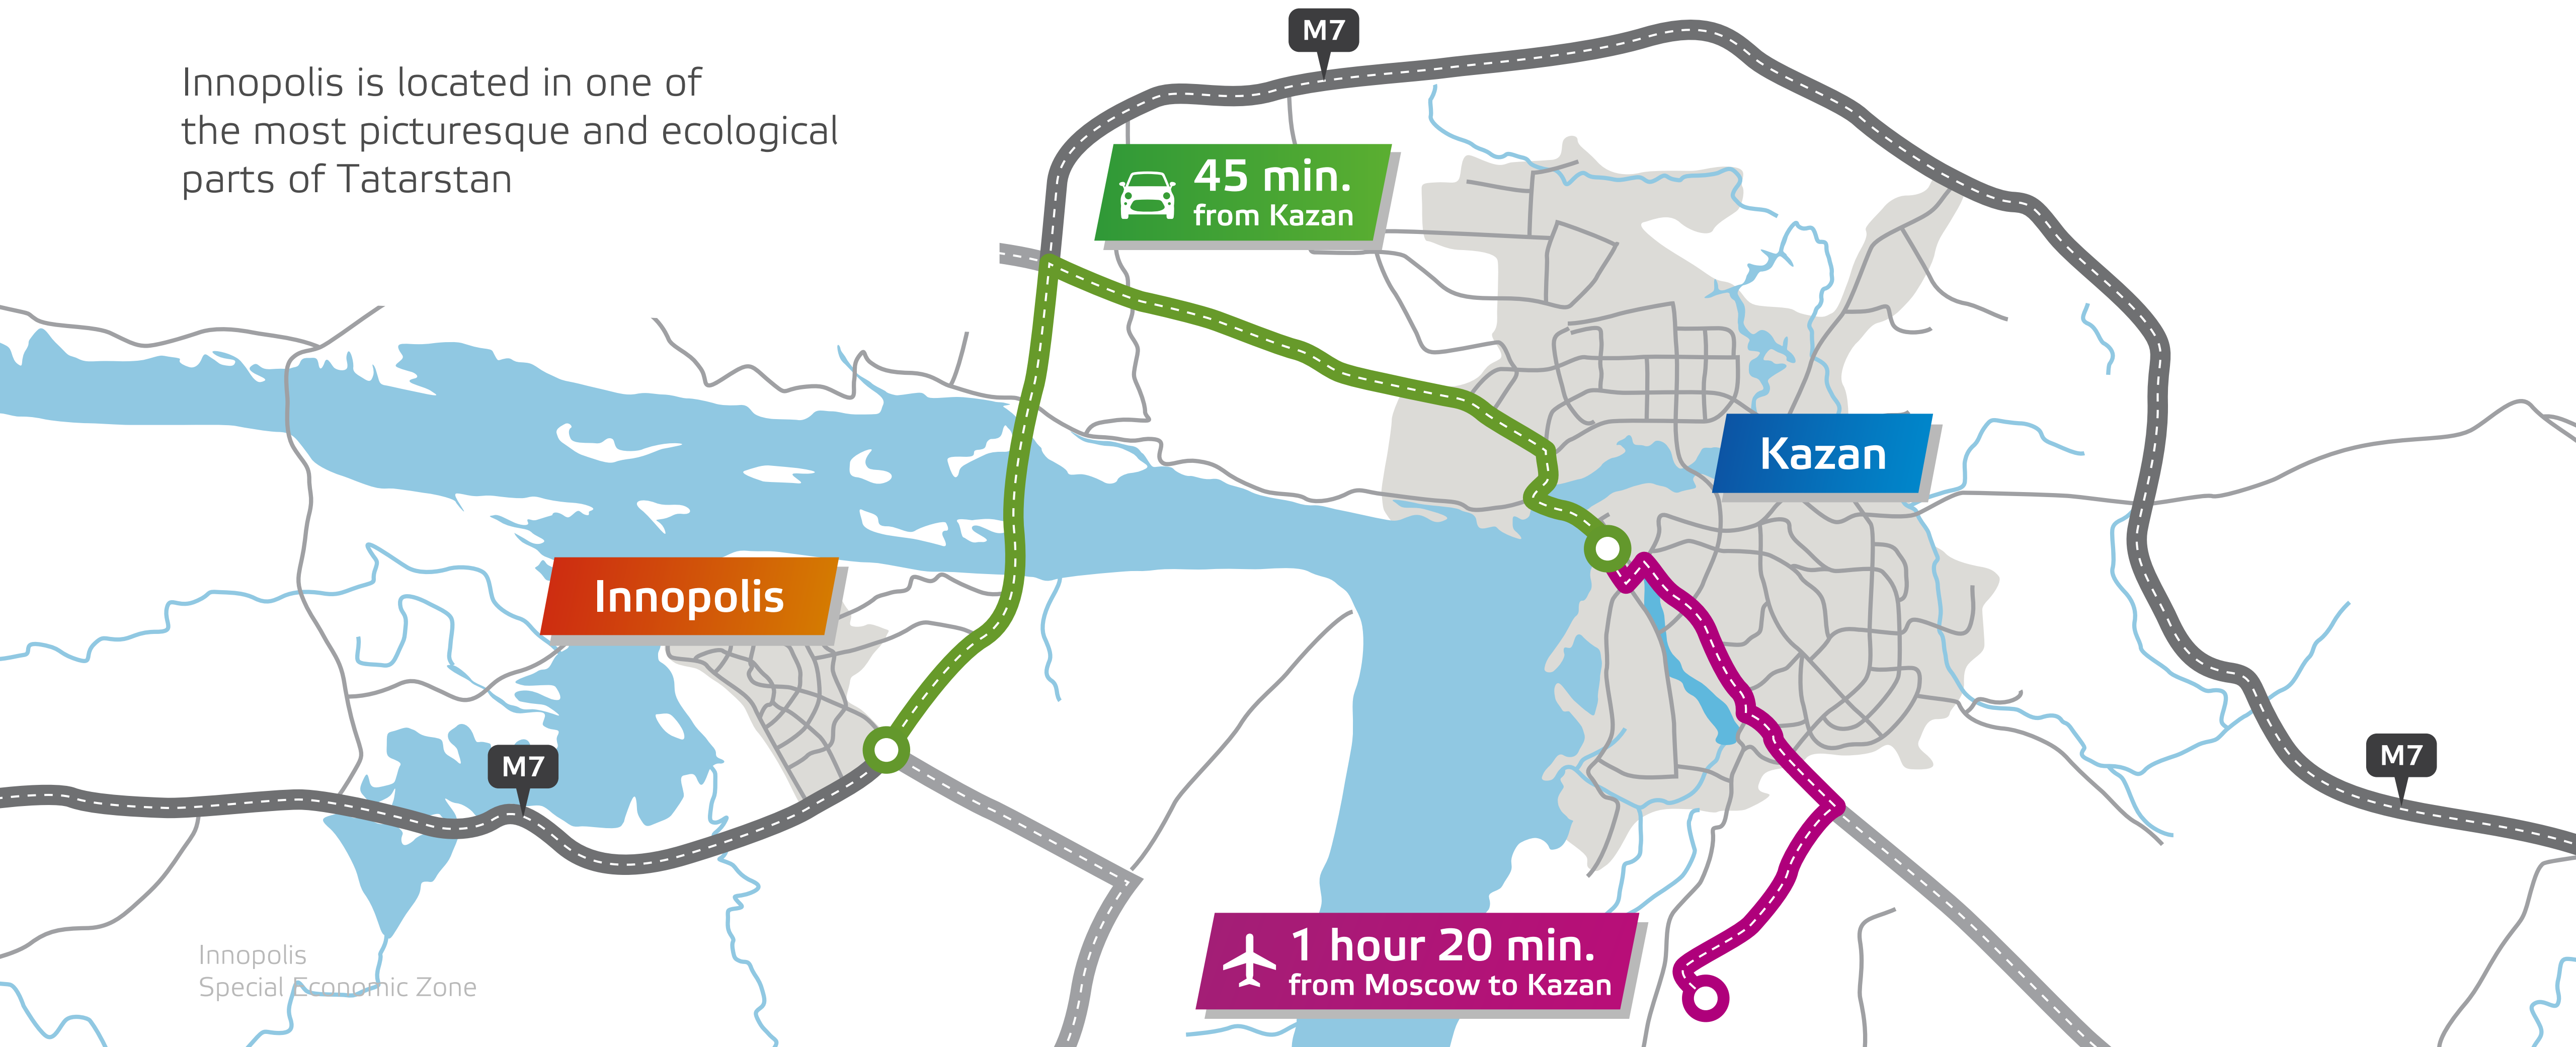 Innopolis is located in one of
the most picturesque and ecological
parts of Tatarstan
M7
45 min.
from Kazan
Kazan
Innopolis
M7
M7
1 hour 20 min.
from Moscow to Kazan
Innopolis
Special Economic Zone